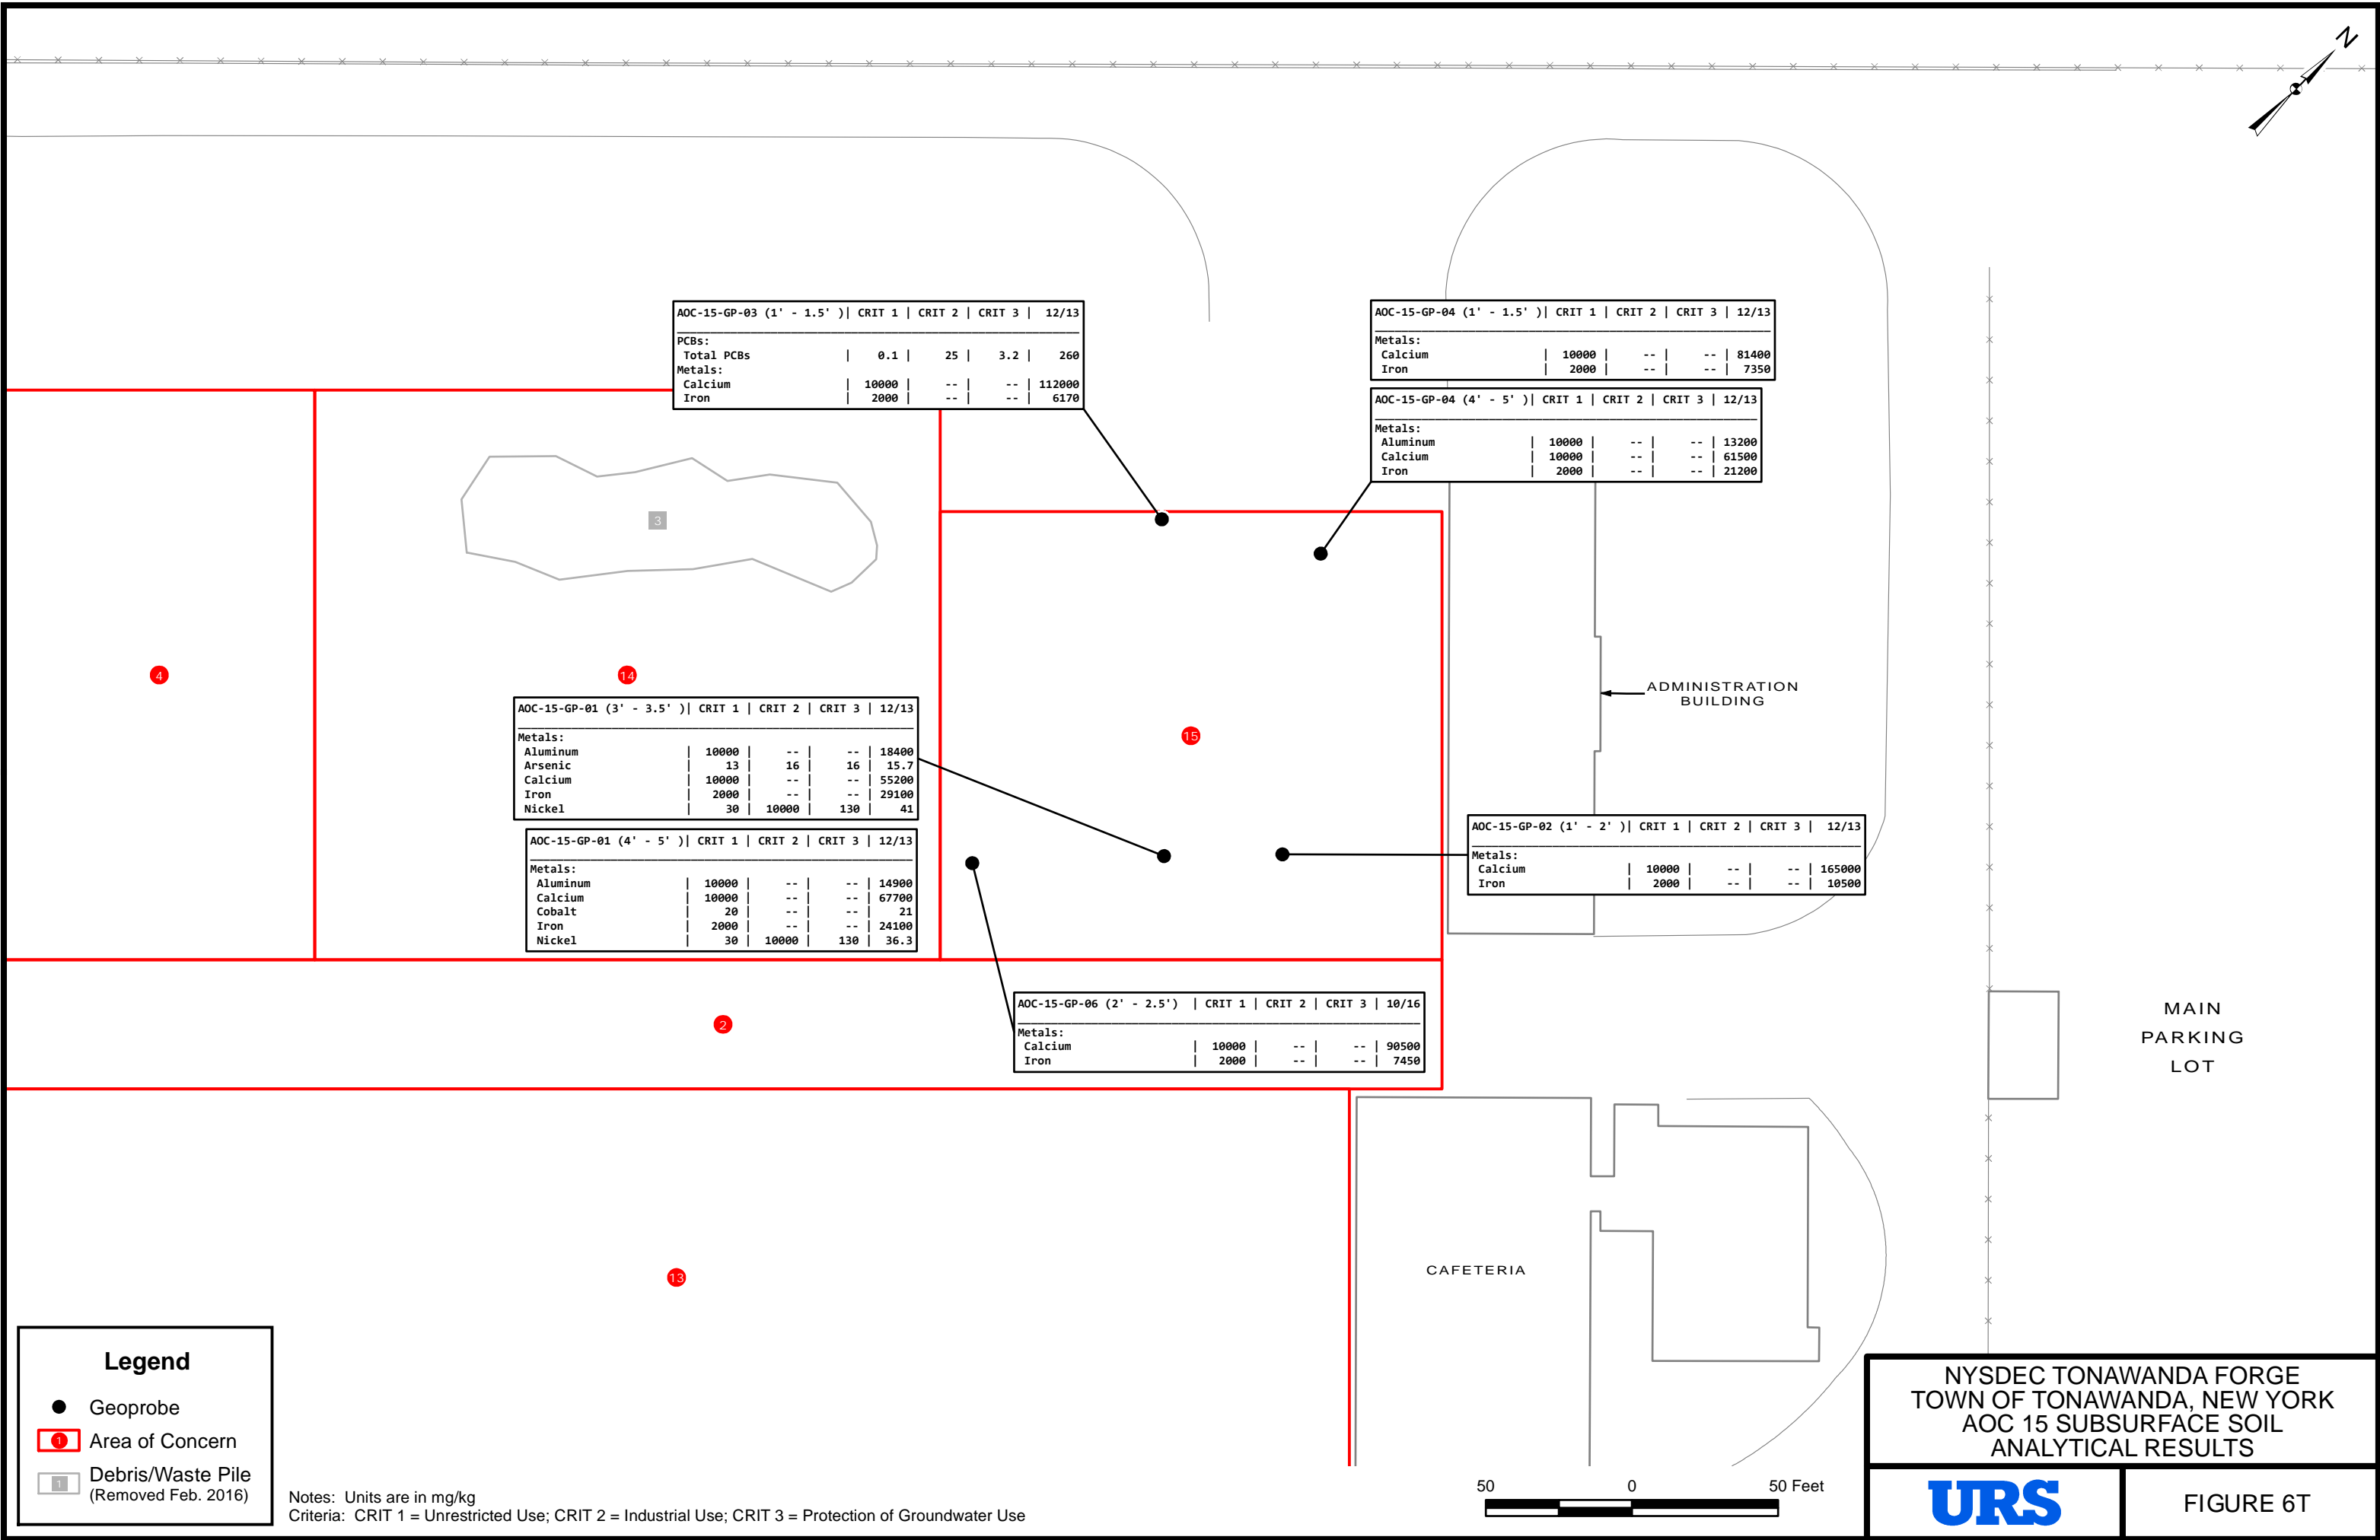 N
AOC-15-GP-03 (1' - 1.5' )| CRIT 1 | CRIT 2 | CRIT 3 | 12/13
PCBs:
Total PCBs | 0.1 | 25 | 3.2 | 260
Metals:
Calcium | 10000 | -- | -- | 112000
Iron | 2000 | -- | -- | 6170
AOC-15-GP-04 (1' - 1.5' )| CRIT 1 | CRIT 2 | CRIT 3 | 12/13
Metals:
Calcium | 10000 | -- | -- | 81400
Iron | 2000 | -- | -- | 7350
AOC-15-GP-04 (4' - 5' )| CRIT 1 | CRIT 2 | CRIT 3 | 12/13
Metals:
Aluminum | 10000 | -- | -- | 13200
Calcium | 10000 | -- | -- | 61500
Iron | 2000 | -- | -- | 21200
3
4
14
15
ADMINISTRATION
BUILDING
AOC-15-GP-01 (3' - 3.5' )| CRIT 1 | CRIT 2 | CRIT 3 | 12/13
Metals:
Aluminum | 10000 | -- | -- | 18400
Arsenic | 13 | 16 | 16 | 15.7
Calcium | 10000 | -- | -- | 55200
Iron | 2000 | -- | -- | 29100
Nickel | 30 | 10000 | 130 | 41
AOC-15-GP-01 (4' - 5' )| CRIT 1 | CRIT 2 | CRIT 3 | 12/13
Metals:
Aluminum | 10000 | -- | -- | 14900
Calcium | 10000 | -- | -- | 67700
Cobalt | 20 | -- | -- | 21
Iron | 2000 | -- | -- | 24100
Nickel | 30 | 10000 | 130 | 36.3
AOC-15-GP-02 (1' - 2' )| CRIT 1 | CRIT 2 | CRIT 3 | 12/13
Metals:
Calcium | 10000 | -- | -- | 165000
Iron | 2000 | -- | -- | 10500
AOC-15-GP-06 (2' - 2.5') | CRIT 1 | CRIT 2 | CRIT 3 | 10/16
Metals:
Calcium | 10000 | -- | -- | 90500
Iron | 2000 | -- | -- | 7450
2
MAIN
PARKING
LOT
13
CAFETERIA
Legend
Geoprobe
1 Area of Concern
1 Debris/Waste Pile
(Removed Feb. 2016)
Notes: Units are in mg/kg
Criteria: CRIT 1 = Unrestricted Use; CRIT 2 = Industrial Use; CRIT 3 = Protection of Groundwater Use
50 0 50 Feet
NYSDEC TONAWANDA FORGE
TOWN OF TONAWANDA, NEW YORK
AOC 15 SUBSURFACE SOIL
ANALYTICAL RESULTS
URS
FIGURE 6T